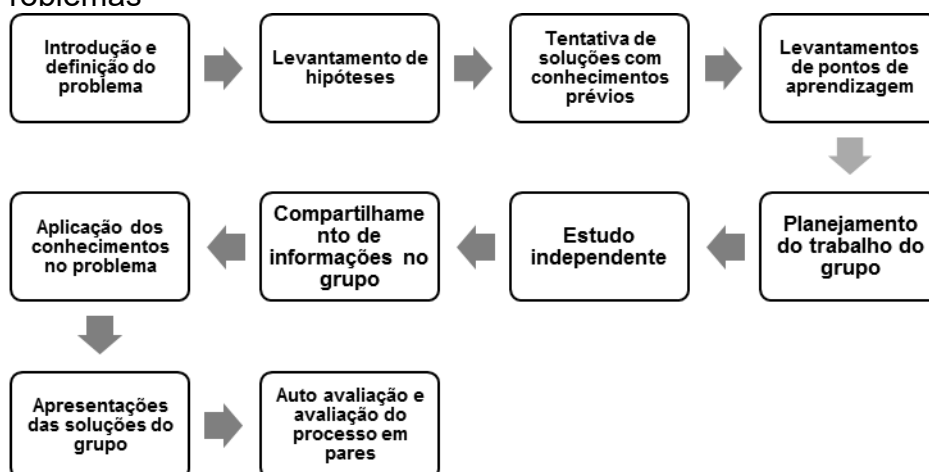 roblemas
Introdução e
definição do
problema
Levantamento de
hipóteses
Tentativa de
soluções com
conhecimentos
prévios
Levantamentos
de pontos de
aprendizagem
Planejamento
do trabalho do
grupo
Estudo
independente
Compartilhame
nto de
informações no
grupo
Aplicação dos
conhecimentos
no problema
Apresentações
das soluções do
grupo
Auto avaliação e
avaliação do
processo em
pares